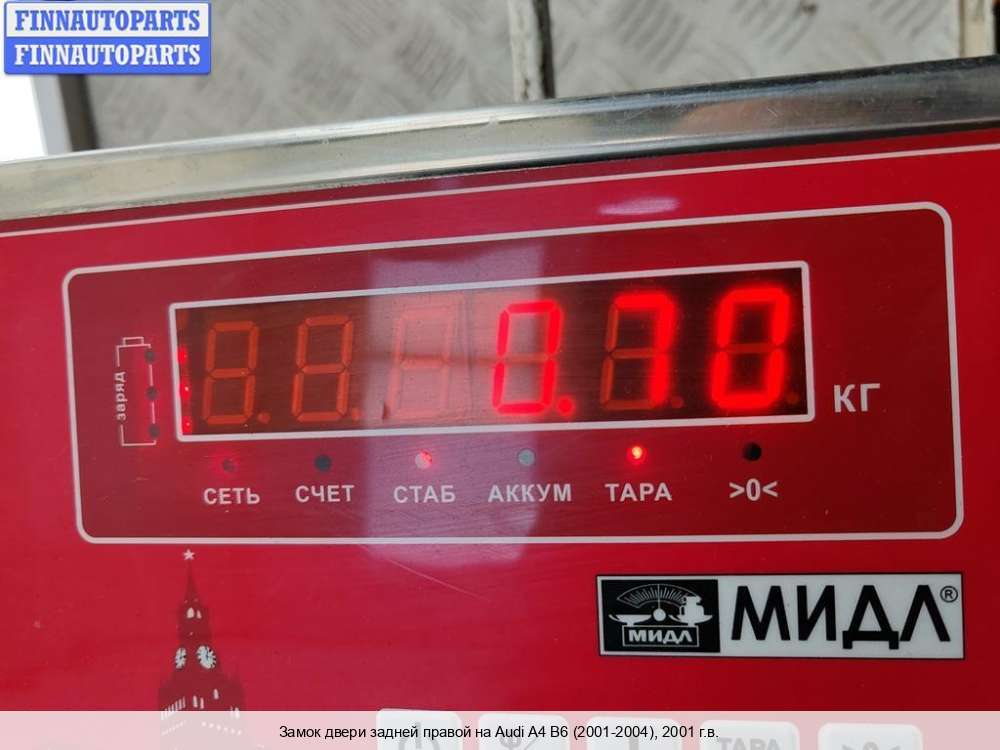 FINNAUTOPARTS
FINNAUTOPARTS
0.70
КГ
заряд
СЕТЬ СЧЕТ СТАБ АККУМ ТАРА >0<
МИДЛ МИДЛ®
ТАРА
Замок двери задней правой на Audi A4 B6 (2001-2004), 2001 г.в.